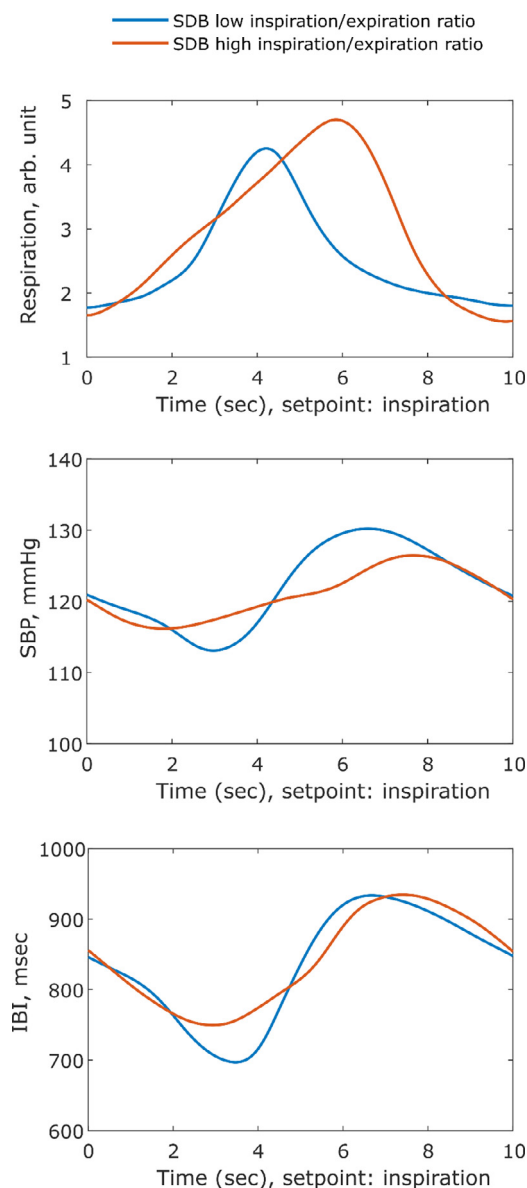 SDB low inspiration/expiration ratio
SDB high inspiration/expiration ratio
Respiration, arb. unit
5
4
3
2
1
0 2 4 6 8 10
Time (sec), setpoint: inspiration
SBP, mmHg
140
130
120
110
100
0 2 4 6 8 10
Time (sec), setpoint: inspiration
IBI, msec
1000
900
800
700
600
0 2 4 6 8 10
Time (sec), setpoint: inspiration